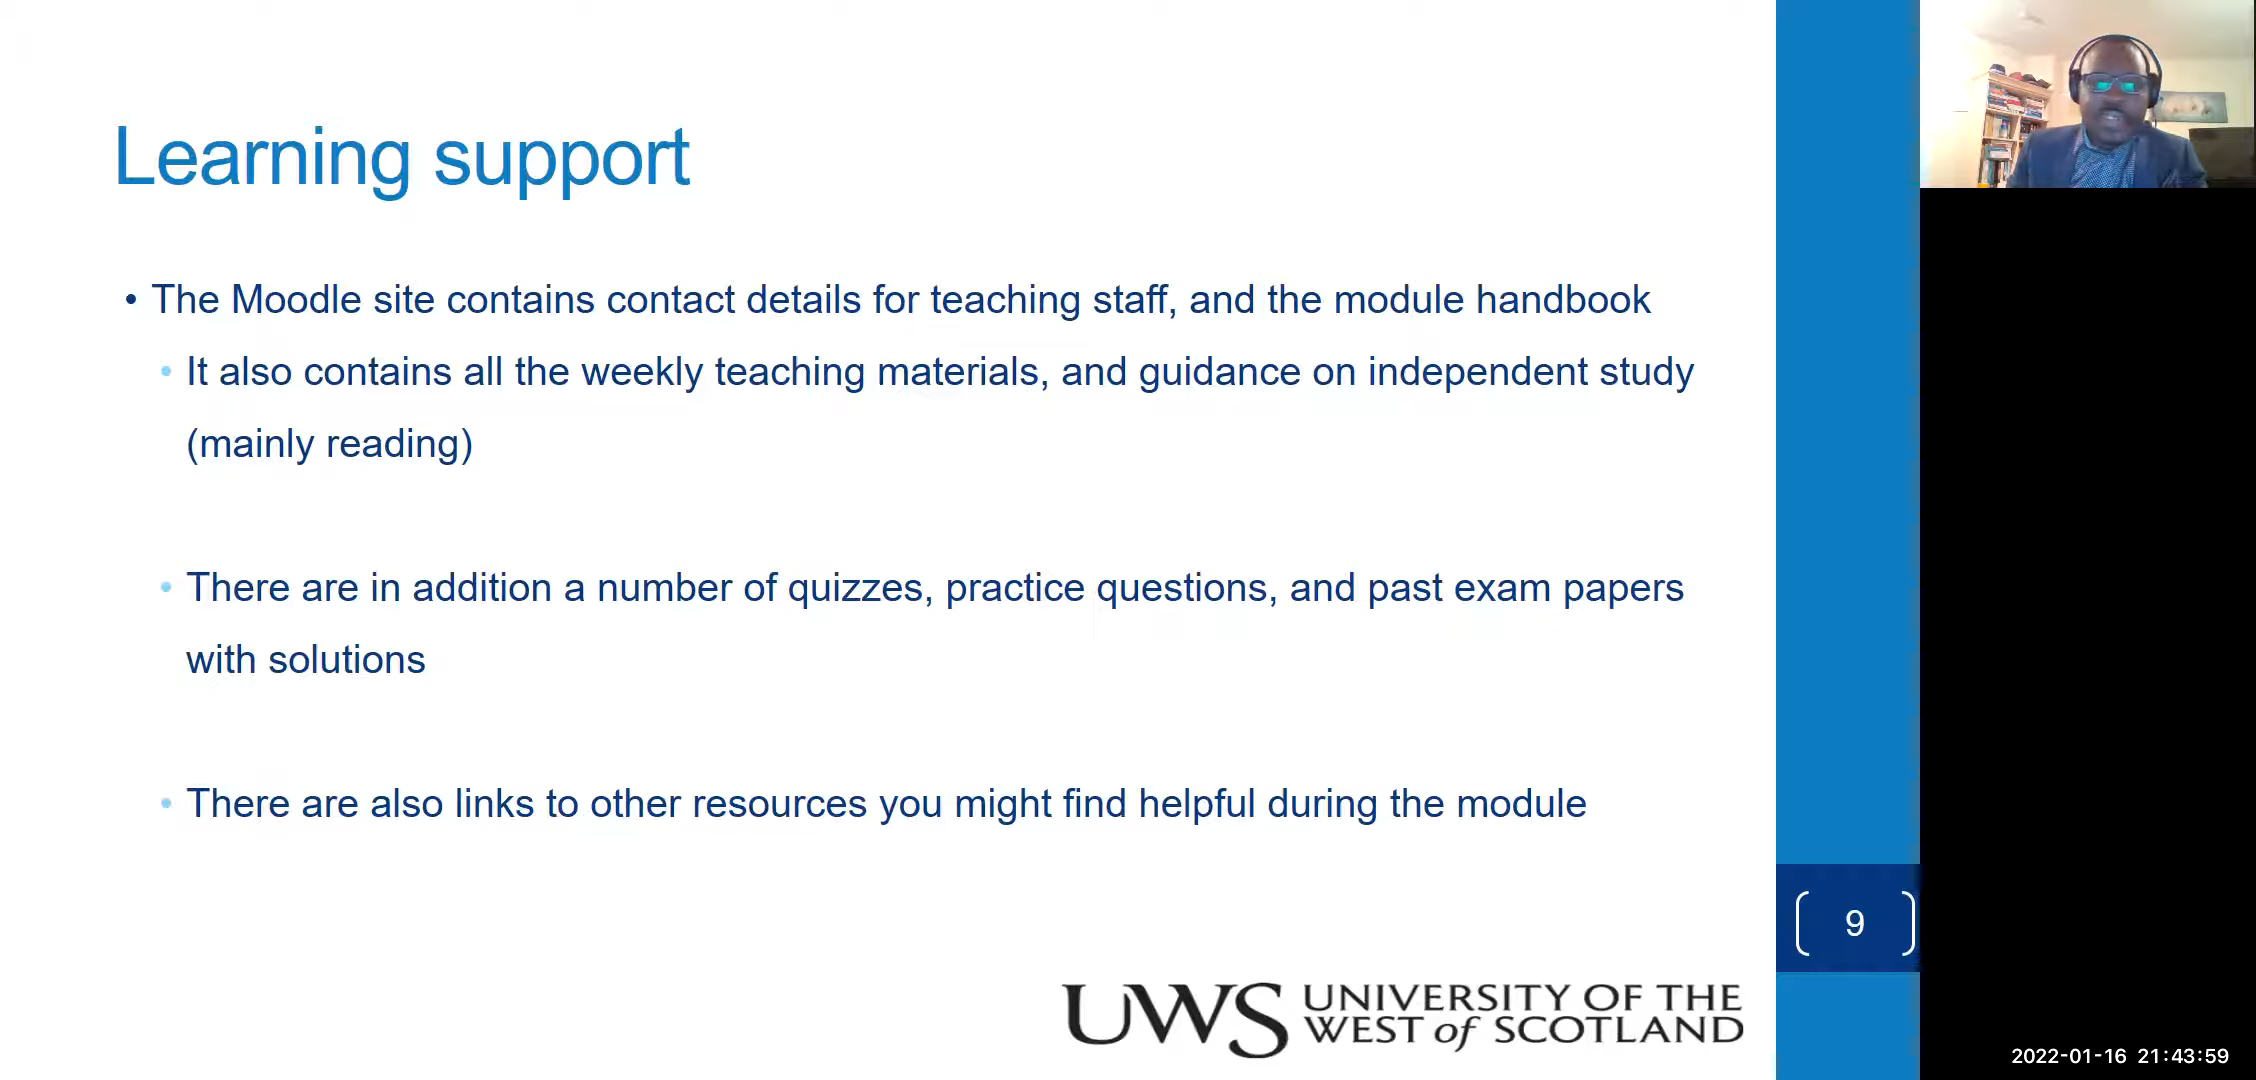 Learning support
• The Moodle site contains contact details for teaching staff, and the module handbook
• It also contains all the weekly teaching materials, and guidance on independent study
(mainly reading)
• There are in addition a number of quizzes, practice questions, and past exam papers
with solutions
• There are also links to other resources you might find helpful during the module
9
UWS UNIVERSITY OF THE
WEST of SCOTLAND
2022-01-16 21:43:59